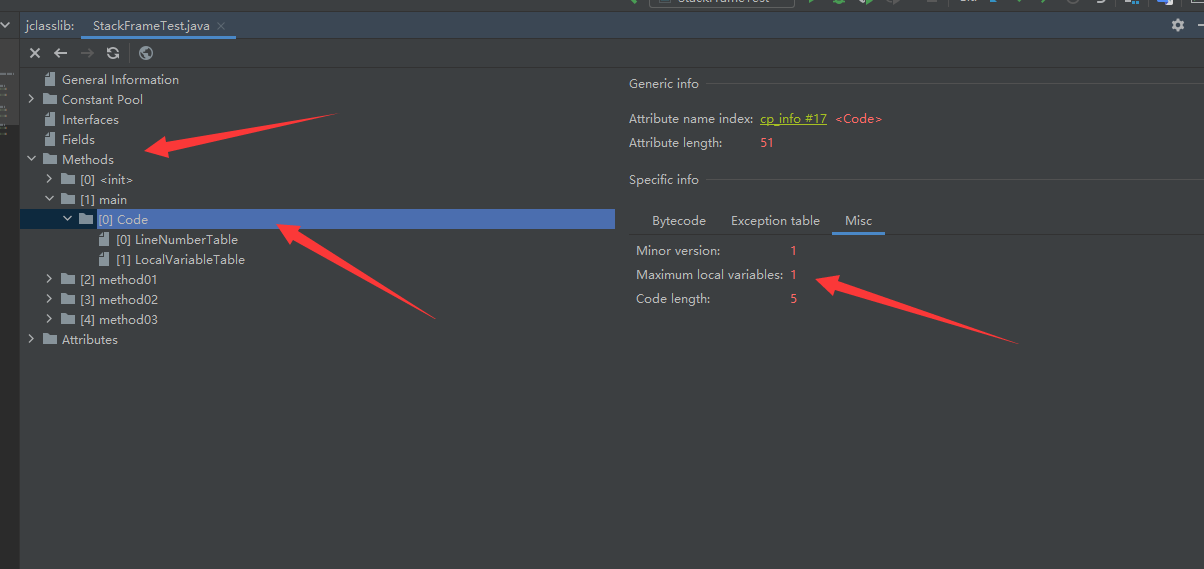 StackFrameTest
jclasslib:
StackFrameTest.java
General Information
Constant Pool
Interfaces
Fields
Methods
[0] <init>
[1] main
[0] Code
[0] LineNumberTable
[1] LocalVariableTable
[2] method01
[3] method02
[4] method03
Attributes
Generic info
Attribute name index: cp_info #17 <Code>
Attribute length: 51
Specific info
Bytecode Exception table Misc
Minor version: 1
Maximum local variables: 1
Code length: 5